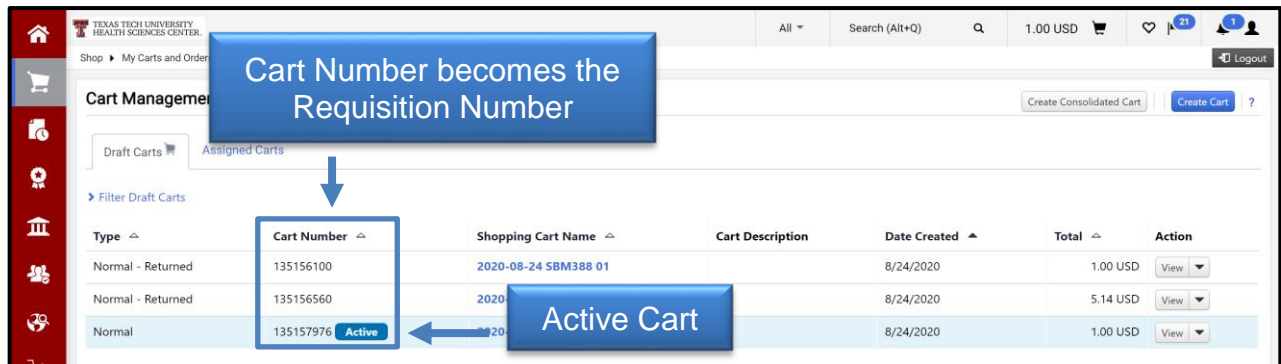 TEXAS TECH UNIVERSITY
HEALTH SCIENCES CENTER.
All
Search (Alt+Q)
1.00 USD
21
1
Shop My Carts and Order
Logout
Cart Number becomes the
Requisition Number
Cart Managemen
Create Consolidated Cart
Create Cart
?
Draft Carts
Assigned Carts
Filter Draft Carts
Type
Cart Number
Shopping Cart Name
Cart Description
Date Created
Total
Action
Normal - Returned
135156100
2020-08-24 SBM388 01
8/24/2020
1.00 USD
View
Normal - Returned
135156560
2020-
8/24/2020
5.14 USD
View
Active Cart
Normal
135157976
Active
2020-
8/24/2020
1.00 USD
View